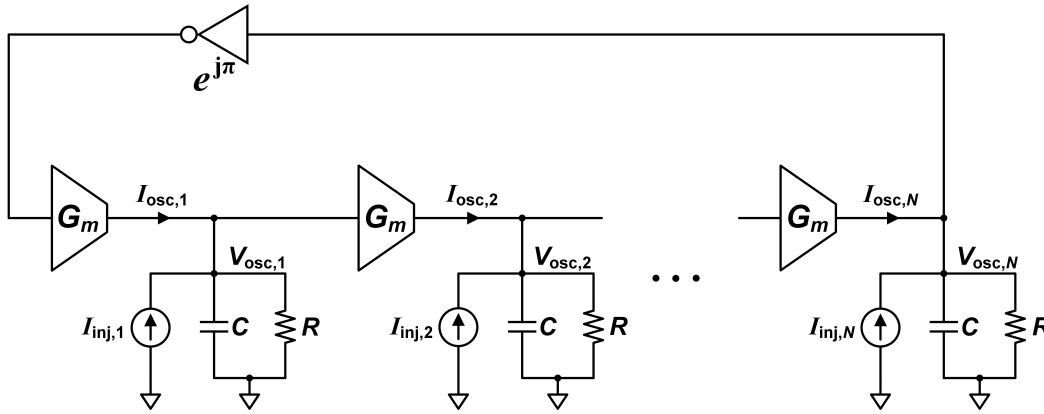 e^jπ
I_osc,1 I_osc,2 I_osc,N
G_m G_m G_m
V_osc,1 V_osc,2 V_osc,N
• • •
I_inj,1 C R I_inj,2 C R I_inj,N C R